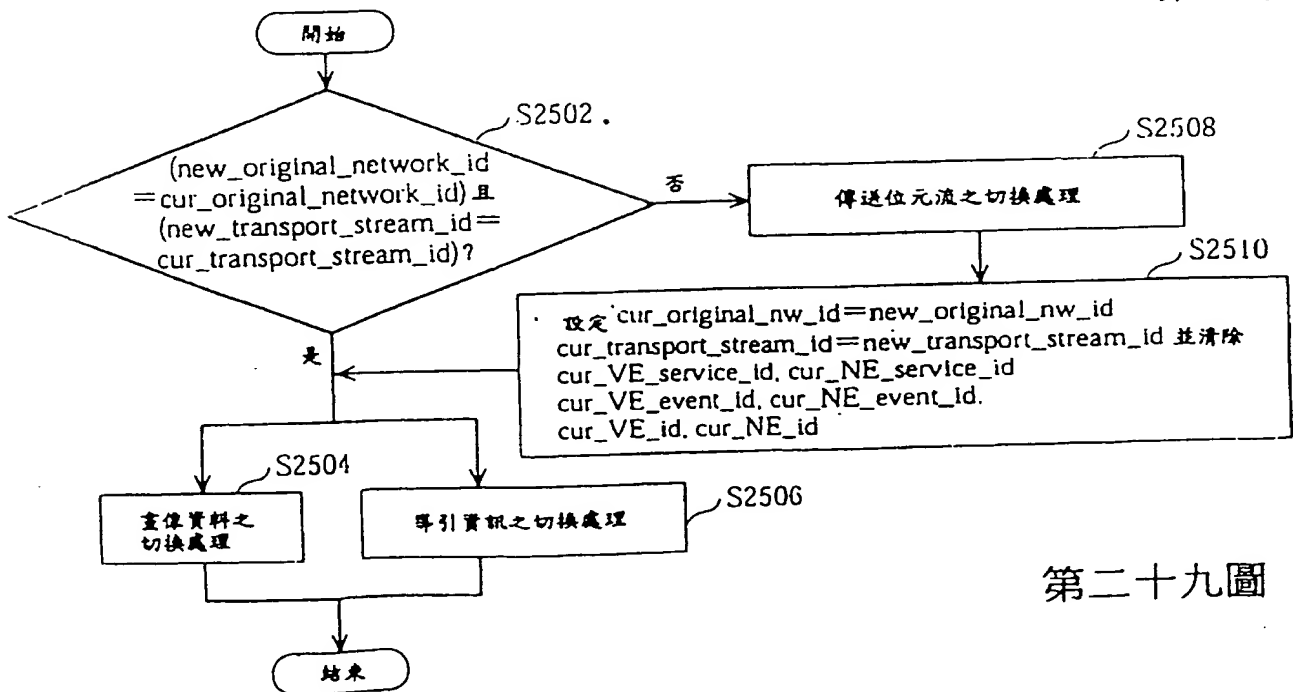 開始
S2502.
(new_original_network_id
=cur_original_network_id) 且
(new_transport_stream_id=
cur_transport_stream_id)?
否
S2508
傳送位元流之切換處理
S2510
設定 cur_original_nw_id=new_original_nw_id
cur_transport_stream_id=new_transport_stream_id 並清除
cur_VE_service_id, cur_NE_service_id
cur_VE_event_id, cur_NE_event_id.
cur_VE_id. cur_NE_id
是
S2504
畫像資料之
切換處理
S2506
導引資訊之切換處理
第二十九圖
結束